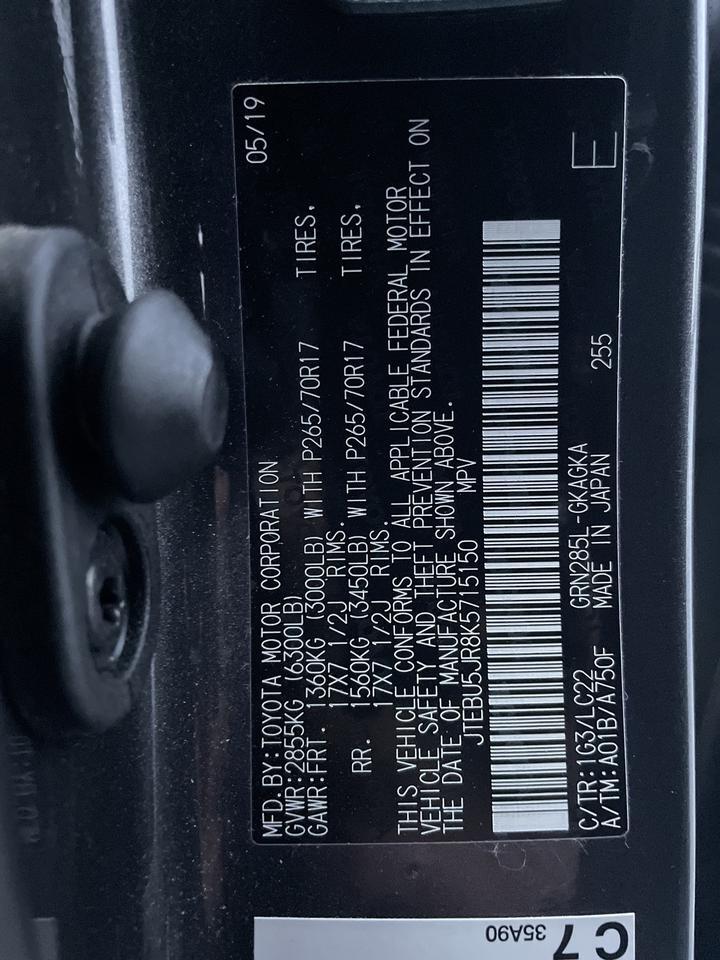 MFD.BY:TOYOTA MOTOR CORPORATION 05/19
GVWR:2855KG (6300LB)
GAWR:FRT. 1360KG (3000LB) WITH P265/70R17 TIRES,
17X7 1/2J RIMS.
RR. 1560KG (3450LB) WITH P265/70R17 TIRES,
17X7 1/2J RIMS.
THIS VEHICLE CONFORMS TO ALL APPLICABLE FEDERAL MOTOR
VEHICLE SAFETY AND THEFT PREVENTION STANDARDS IN EFFECT ON
THE DATE OF MANUFACTURE SHOWN ABOVE.
JTEBU5JR8K5715150 MPV
C/TR:1G3/LC22 GRN285L-GKAGKA
A/TM:A01B/A750F MADE IN JAPAN 255
E
C7
35A90